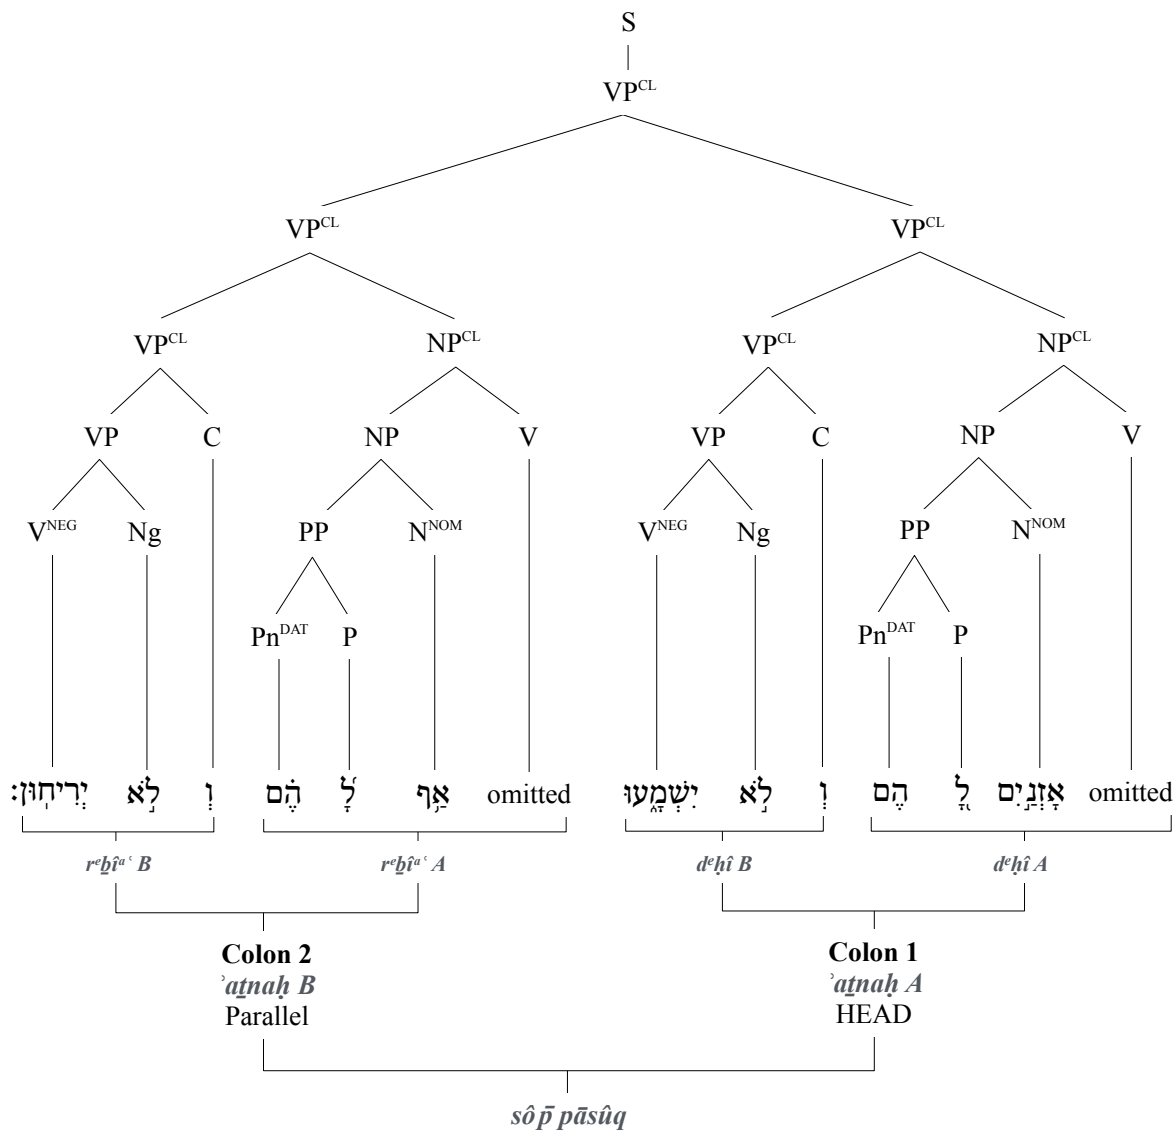 S
VP^CL
VP^CL VP^CL
VP^CL NP^CL VP^CL NP^CL
VP C NP V VP C NP V
V^NEG Ng PP N^NOM V^NEG Ng PP N^NOM
Pn^DAT P Pn^DAT P
omitted אָזְנַ֣יִם לָ֭ הֶם וְ לֹ֣א יִשְׁמָ֑עוּ omitted אַ֥ף לָ֝ הֶ֗ם וְ לֹ֣א יְרִיחֽוּן׃
rᵉḇîᵃʿ B rᵉḇîᵃʿ A dᵉḥî B dᵉḥî A
Colon 2 Colon 1
ʾaṯnaḥ B ʾaṯnaḥ A
Parallel HEAD
sôp̄ pāsûq